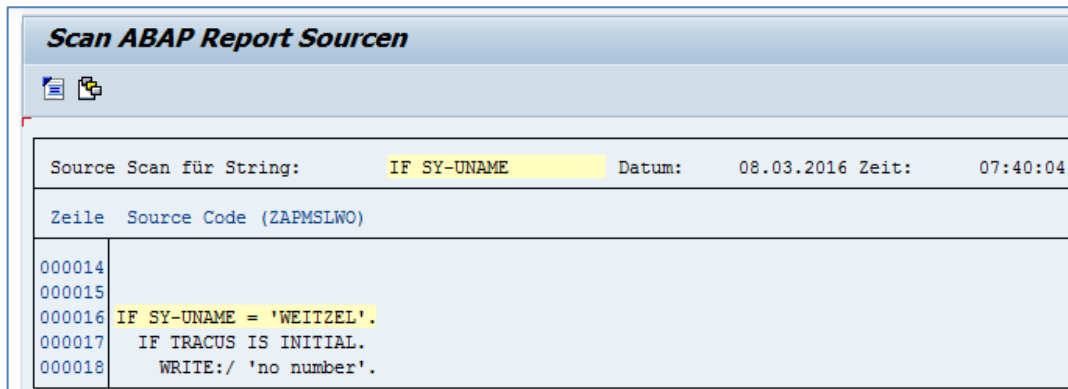 Scan ABAP Report Sourcen
Source Scan für String: IF SY-UNAME Datum: 08.03.2016 Zeit: 07:40:04
Zeile Source Code (ZAPMSLWO)
000014
000015
000016 IF SY-UNAME = 'WEITZEL'.
000017 IF TRACUS IS INITIAL.
000018 WRITE:/ 'no number'.